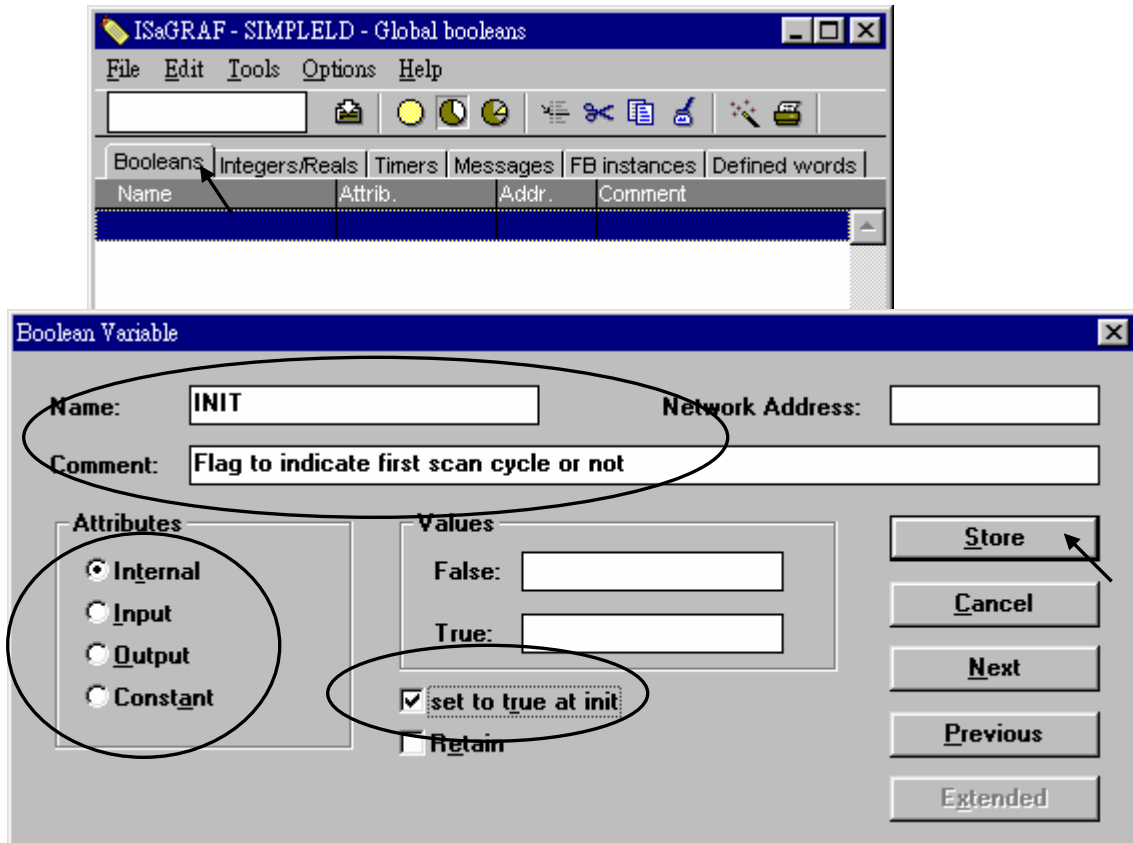 ISaGRAF - SIMPLELD - Global booleans
File Edit Tools Options Help
Booleans Integers/Reals Timers Messages FB instances Defined words
Name Attrib. Addr. Comment
Boolean Variable
Name: INIT Network Address:
Comment: Flag to indicate first scan cycle or not
Attributes Values
Store
Internal False:
Input Cancel
True:
Output
Next
Constant set to true at init
Retain Previous
Extended